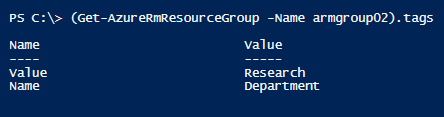 PS C:\> (Get-AzureRmResourceGroup -Name armgroup02).tags
Name Value
---- -----
Value Research
Name Department